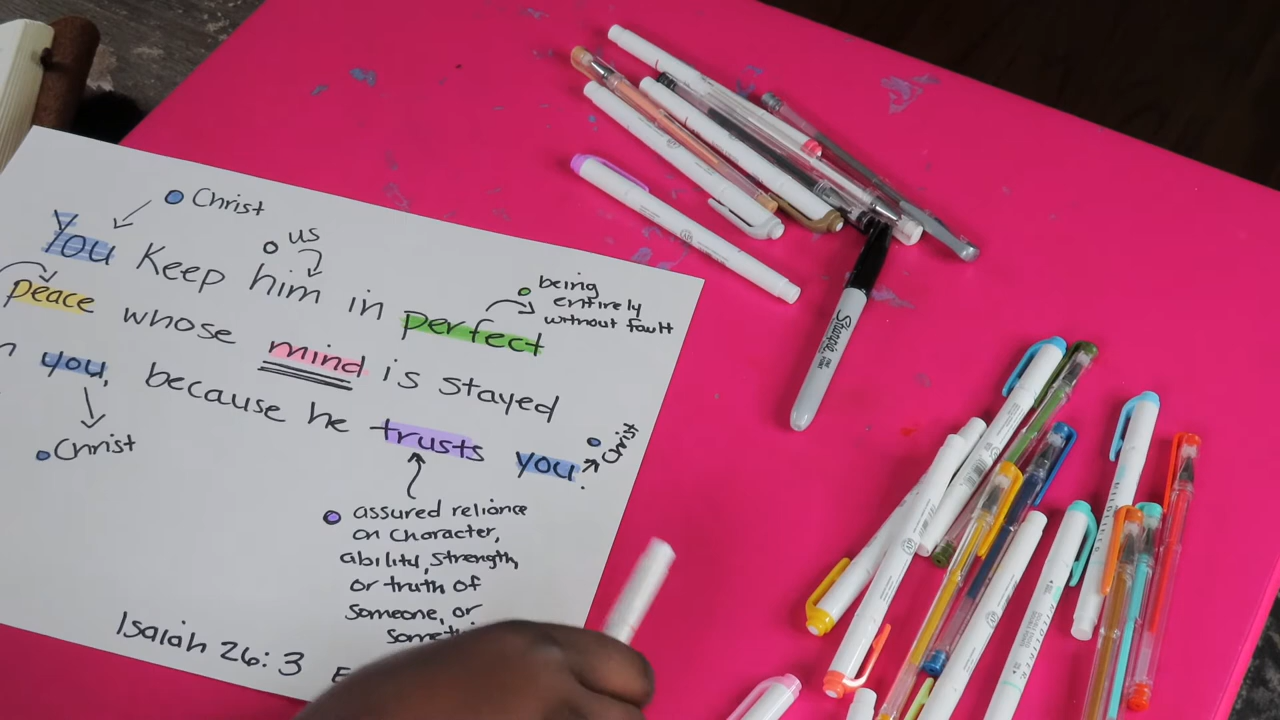 Christ
us
You Keep him in perfect
being
entirely
without fault
peace whose mind is stayed
you, because he trusts you.
Christ
Christ
assured reliance
on character,
ability, strength,
or truth of
someone, or
Isaiah 26:3 E
Sharpie
MILDLINER